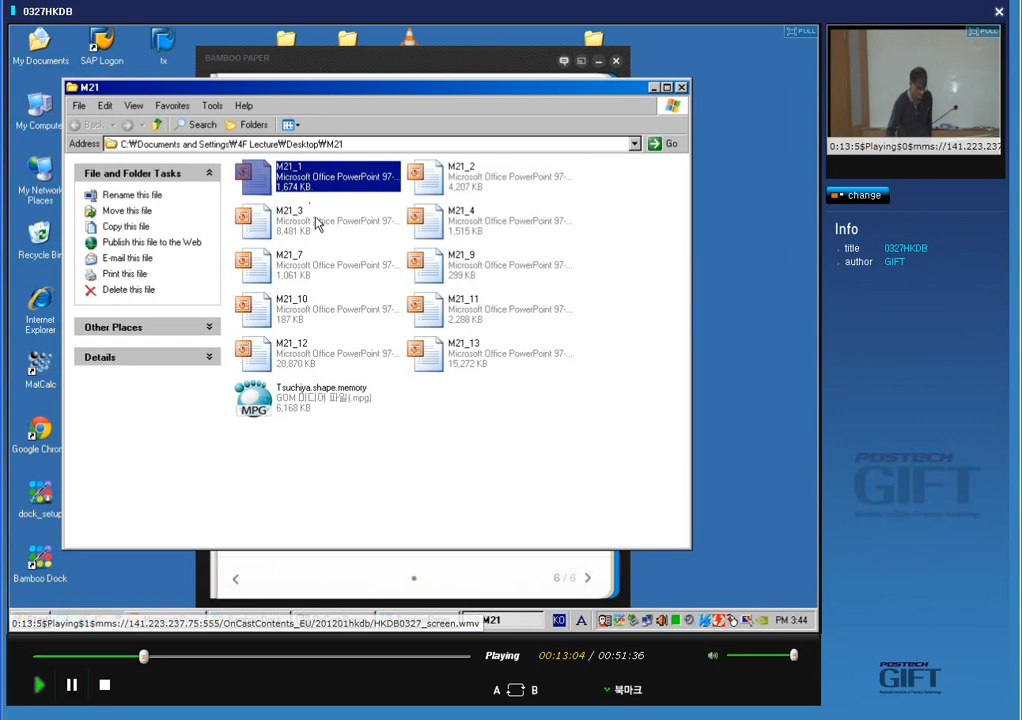 0327HKDB
FULL
My Documents
SAP Logon
BAMBOO PAPER
M21
File Edit View Favorites Tools Help
Back Search Folders
Address C:₩Documents and Settings₩4F Lecture₩Desktop₩M21 Go
File and Folder Tasks
Rename this file
Move this file
Copy this file
Publish this file to the Web
E-mail this file
Print this file
Delete this file
Other Places
Details
M21_1
Microsoft Office PowerPoint 97-...
1,674 KB
M21_2
Microsoft Office PowerPoint 97-...
4,207 KB
M21_3
Microsoft Office PowerPoint 97-...
8,481 KB
M21_4
Microsoft Office PowerPoint 97-...
1,515 KB
M21_7
Microsoft Office PowerPoint 97-...
1,061 KB
M21_9
Microsoft Office PowerPoint 97-...
299 KB
M21_10
Microsoft Office PowerPoint 97-...
187 KB
M21_11
Microsoft Office PowerPoint 97-...
2,288 KB
M21_12
Microsoft Office PowerPoint 97-...
20,870 KB
M21_13
Microsoft Office PowerPoint 97-...
15,272 KB
MPG
Tsuchiya.shape.memory
GOM 미디어 파일(.mpg)
6,168 KB
My Compute
My Network
Places
Recycle Bin
Internet
Explorer
MatCalc
Google Chro
dock_setup
Bamboo Dock
6 / 6
0:13:5$Playing$1$mms://141.223.237.75:555/OnCastContents_EU/201201hkdb/HKDB0327_screen.wmv
M21
KO A
PM 3:44
Playing 00:13:04 / 00:51:36
A B
북마크
FULL
0:13:5$Playing$0$mms://141.223.237
change
Info
title 0327HKDB
author GIFT
POSTECH
GIFT
POSTECH
GIFT